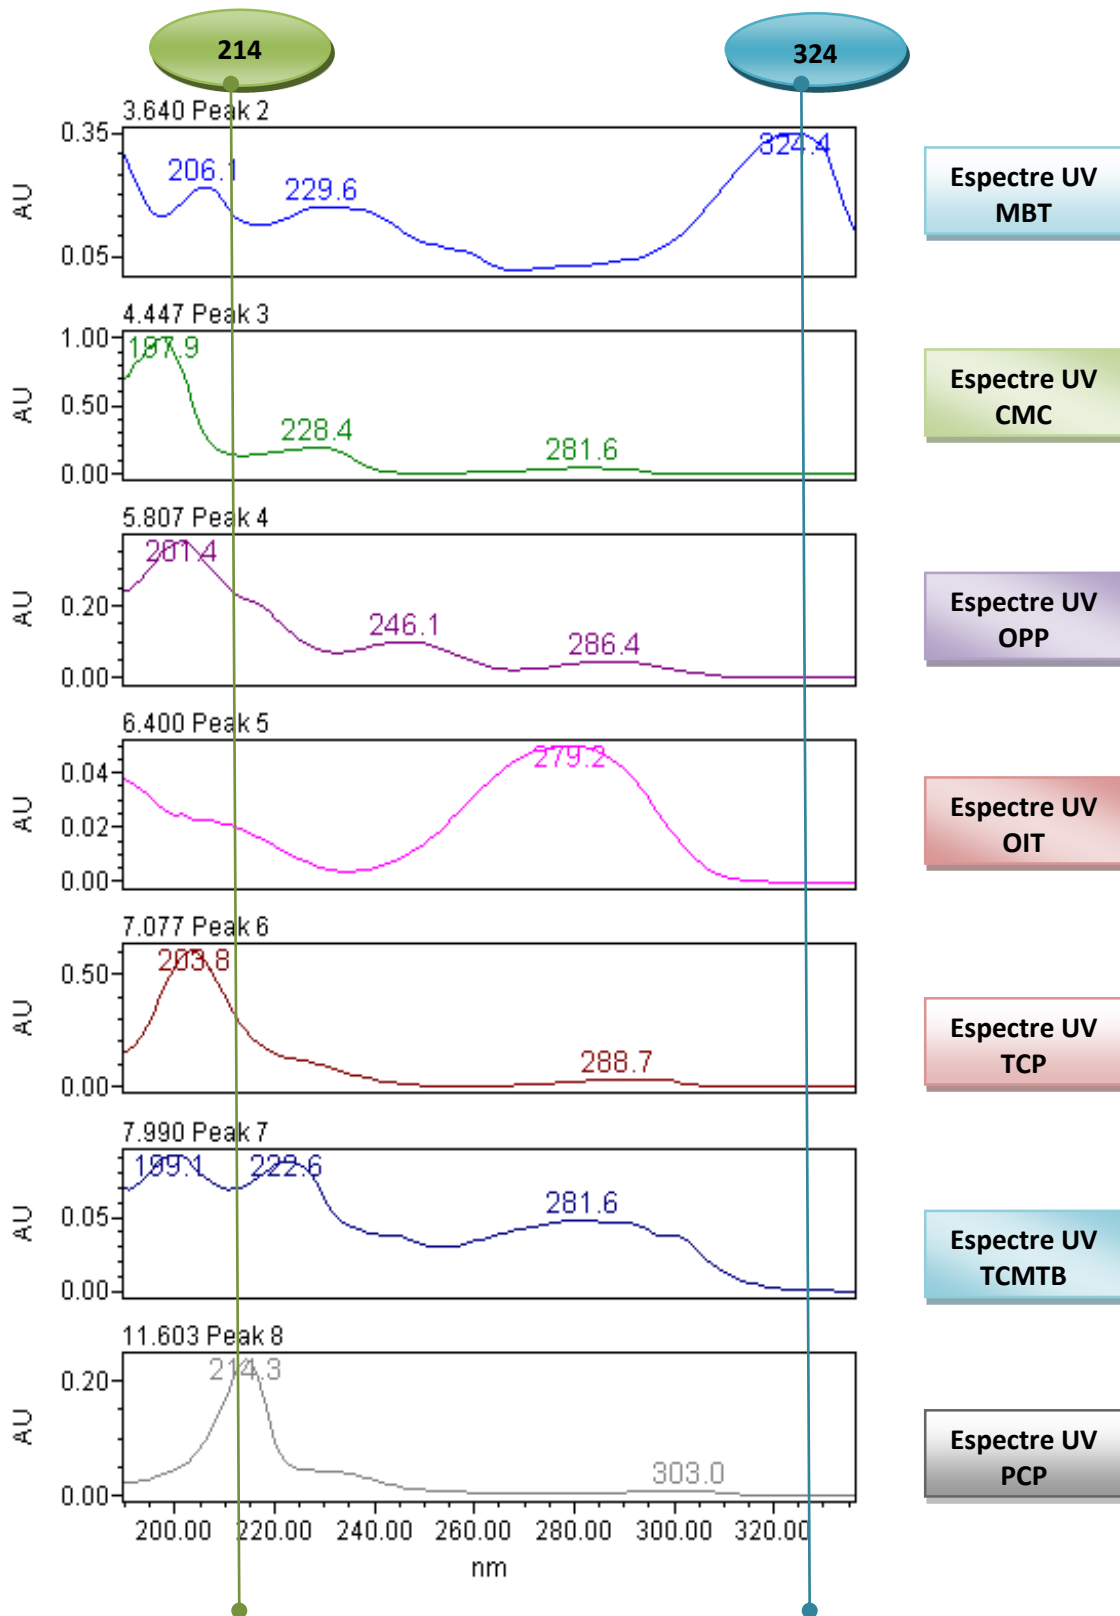 214
324
3.640 Peak 2
0.35
0.05
AU
206.1
229.6
324.4
Espectre UV
MBT
4.447 Peak 3
1.00
0.50
0.00
AU
197.9
228.4
281.6
Espectre UV
CMC
5.807 Peak 4
0.20
0.00
AU
201.4
246.1
286.4
Espectre UV
OPP
6.400 Peak 5
0.04
0.02
0.00
AU
279.2
Espectre UV
OIT
7.077 Peak 6
0.50
0.00
AU
203.8
288.7
Espectre UV
TCP
7.990 Peak 7
0.05
0.00
AU
199.1
222.6
281.6
Espectre UV
TCMTB
11.603 Peak 8
0.20
0.00
AU
214.3
303.0
Espectre UV
PCP
200.00 220.00 240.00 260.00 280.00 300.00 320.00
nm